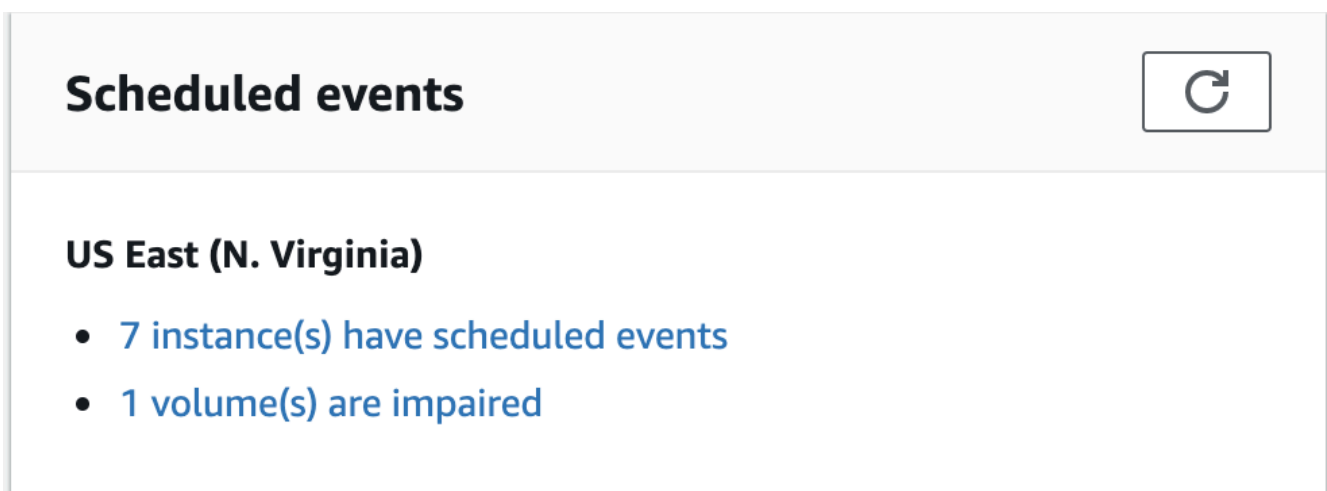 Scheduled events
US East (N. Virginia)
7 instance(s) have scheduled events
1 volume(s) are impaired